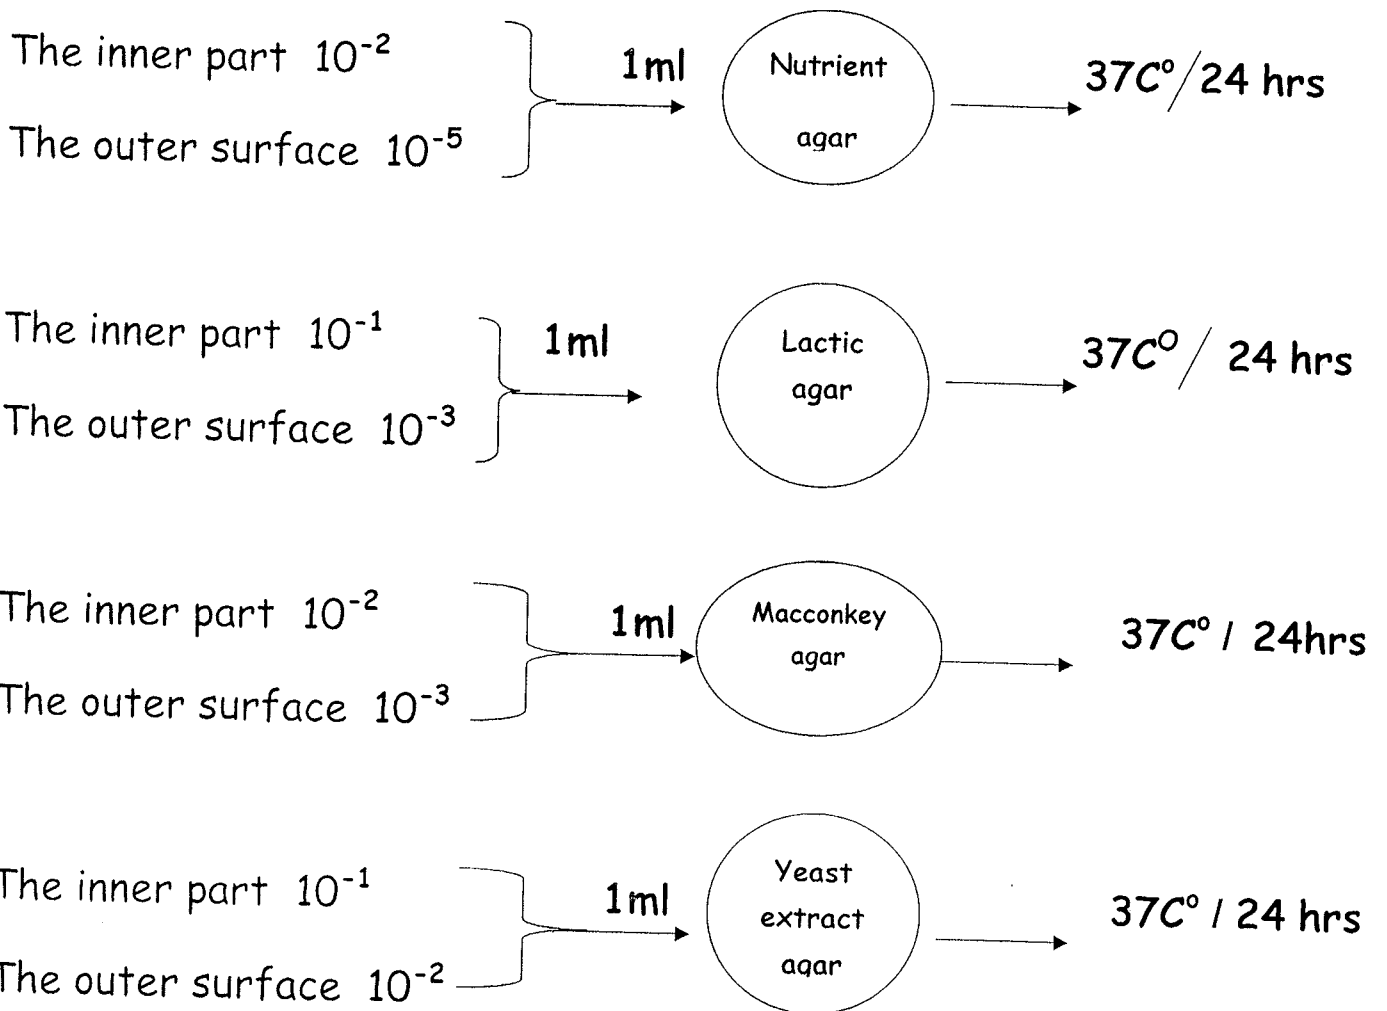 The inner part 10⁻²
The outer surface 10⁻⁵
1ml
Nutrient
agar
37C°/24 hrs
The inner part 10⁻¹
The outer surface 10⁻³
1ml
Lactic
agar
37C⁰/ 24 hrs
The inner part 10⁻²
The outer surface 10⁻³
1ml
Macconkey
agar
37C° / 24hrs
The inner part 10⁻¹
The outer surface 10⁻²
1ml
Yeast
extract
agar
37C° / 24 hrs